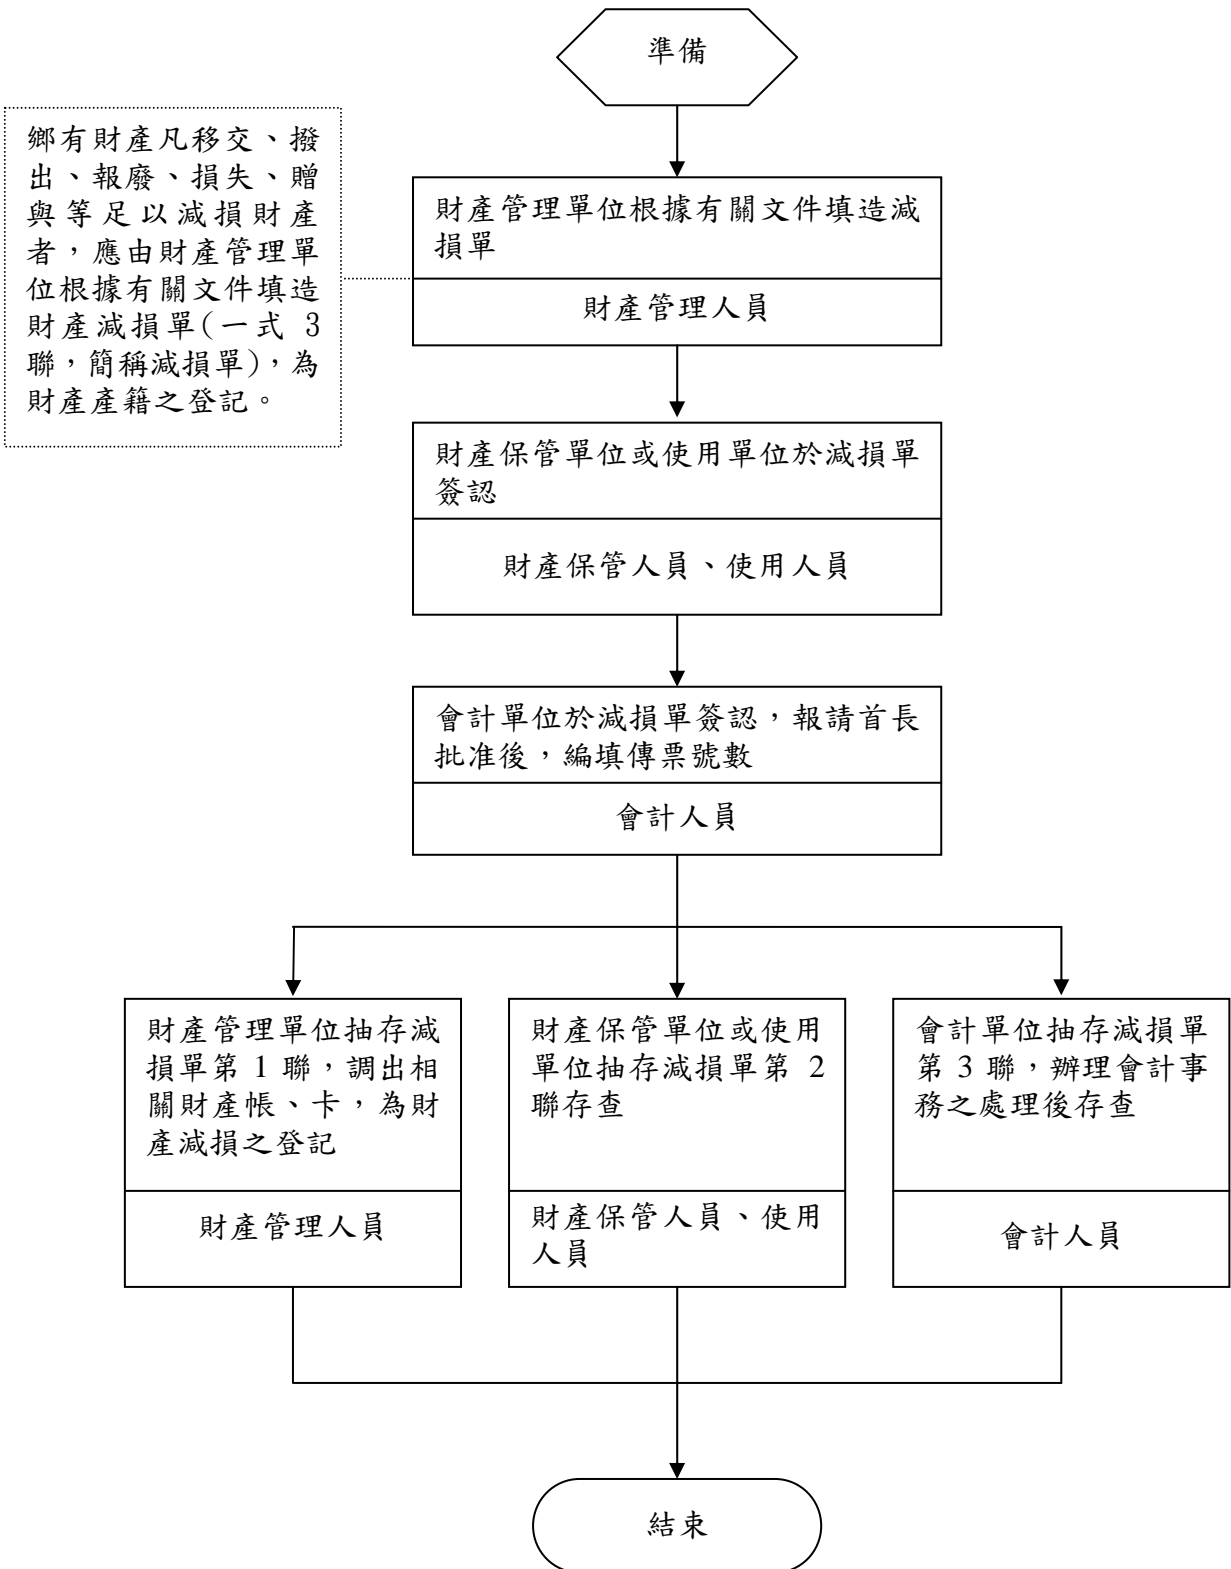 準備
鄉有財產凡移交、撥
出、報廢、損失、贈
與等足以減損財產
者，應由財產管理單
位根據有關文件填造
財產減損單(一式 3
聯，簡稱減損單)，為
財產產籍之登記。
財產管理單位根據有關文件填造減
損單
財產管理人員
財產保管單位或使用單位於減損單
簽認
財產保管人員、使用人員
會計單位於減損單簽認，報請首長
批准後，編填傳票號數
會計人員
財產管理單位抽存減
損單第 1 聯，調出相
關財產帳、卡，為財
產減損之登記
財產管理人員
財產保管單位或使用
單位抽存減損單第 2
聯存查
財產保管人員、使用
人員
會計單位抽存減損單
第 3 聯，辦理會計事
務之處理後存查
會計人員
結束